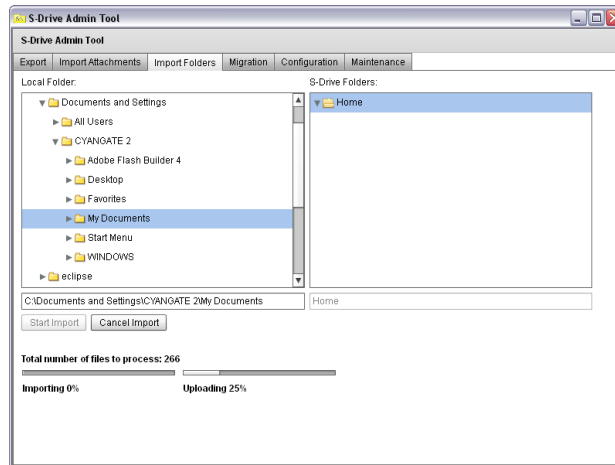 S-Drive Admin Tool
S-Drive Admin Tool
Export Import Attachments Import Folders Migration Configuration Maintenance
Local Folder: S-Drive Folders:
Documents and Settings Home
All Users
CYANGATE 2
Adobe Flash Builder 4
Desktop
Favorites
My Documents
Start Menu
WINDOWS
eclipse
C:\Documents and Settings\CYANGATE 2\My Documents Home
Start Import Cancel Import
Total number of files to process: 266
Importing 0% Uploading 25%